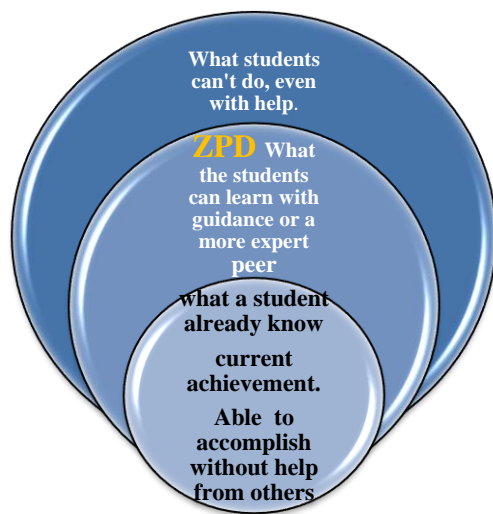 What students
can't do, even
with help.
ZPD What
the students
can learn with
guidance or a
more expert
peer
what a student
already know
current
achievement.
Able to
accomplish
without help
from others